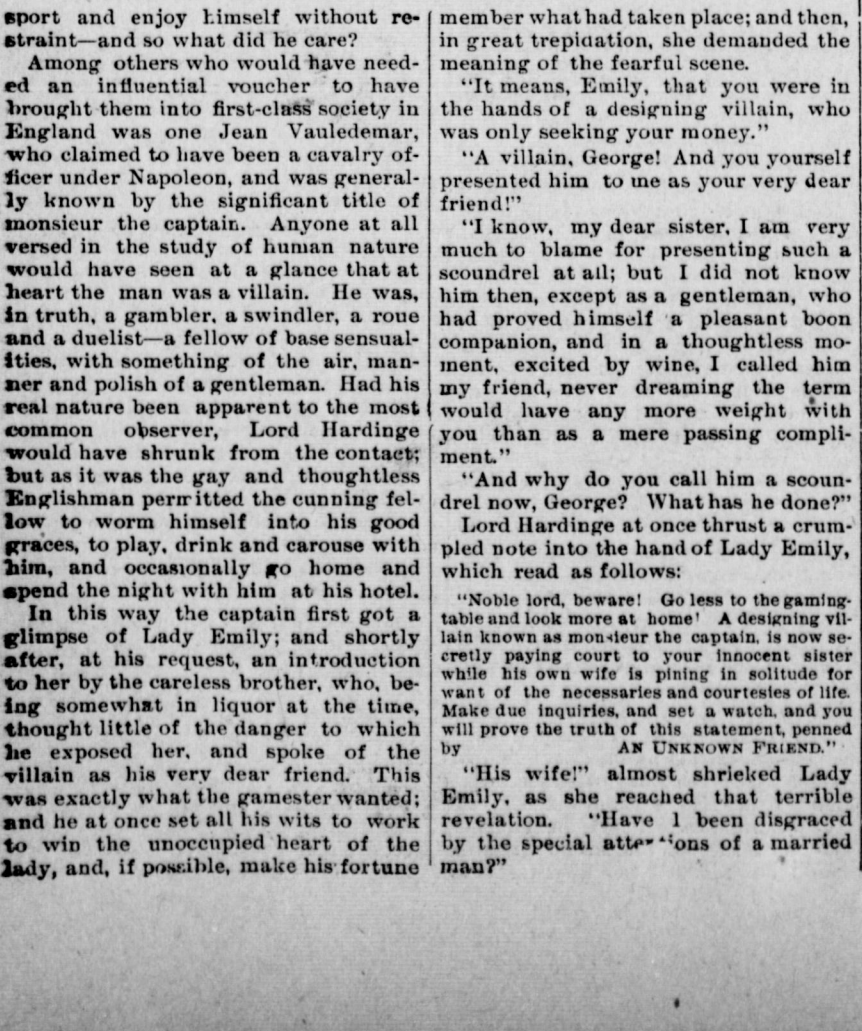 sport and enjoy himself without re-
straint—and so what did he care?
Among others who would have need-
ed an influential voucher to have
brought them into first-class society in
England was one Jean Vauledemar,
who claimed to have been a cavalry of-
ficer under Napoleon, and was general-
ly known by the significant title of
monsieur the captain. Anyone at all
versed in the study of human nature
would have seen at a glance that at
heart the man was a villain. He was,
in truth, a gambler, a swindler, a roue
and a duelist—a fellow of base sensual-
ities, with something of the air, man-
ner and polish of a gentleman. Had his
real nature been apparent to the most
common observer, Lord Hardinge
would have shrunk from the contact;
but as it was the gay and thoughtless
Englishman permitted the cunning fel-
low to worm himself into his good
graces, to play, drink and carouse with
him, and occasionally go home and
spend the night with him at his hotel.
In this way the captain first got a
glimpse of Lady Emily; and shortly
after, at his request, an introduction
to her by the careless brother, who, be-
ing somewhat in liquor at the time,
thought little of the danger to which
he exposed her, and spoke of the
villain as his very dear friend. This
was exactly what the gamester wanted;
and he at once set all his wits to work
to win the unoccupied heart of the
lady, and, if possible, make his fortune
member what had taken place; and then,
in great trepidation, she demanded the
meaning of the fearful scene.
"It means, Emily, that you were in
the hands of a designing villain, who
was only seeking your money."
"A villain, George! And you yourself
presented him to me as your very dear
friend!"
"I know, my dear sister, I am very
much to blame for presenting such a
scoundrel at all; but I did not know
him then, except as a gentleman, who
had proved himself a pleasant boon
companion, and in a thoughtless mo-
ment, excited by wine, I called him
my friend, never dreaming the term
would have any more weight with
you than as a mere passing compli-
ment."
"And why do you call him a scoun-
drel now, George? What has he done?"
Lord Hardinge at once thrust a crum-
pled note into the hand of Lady Emily,
which read as follows:
"Noble lord, beware! Go less to the gaming-
table and look more at home! A designing vil-
lain known as monsieur the captain, is now se-
cretly paying court to your innocent sister
while his own wife is pining in solitude for
want of the necessaries and courtesies of life.
Make due inquiries, and set a watch, and you
will prove the truth of this statement, penned
by AN UNKNOWN FRIEND."
"His wife!" almost shrieked Lady
Emily, as she reached that terrible
revelation. "Have I been disgraced
by the special attentions of a married
man?"